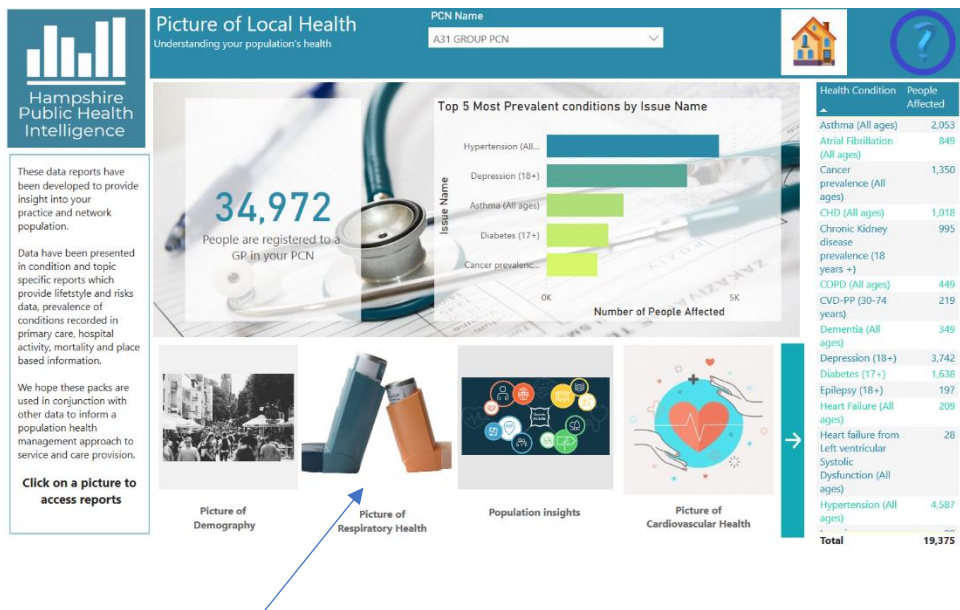 Hampshire
Public Health
Intelligence
Picture of Local Health
Understanding your population's health
PCN Name
A31 GROUP PCN
These data reports have
been developed to provide
insight into your
practice and network
population.
Data have been presented
in condition and topic
specific reports which
provide lifetstyle and risks
data, prevalence of
conditions recorded in
primary care, hospital
activity, mortality and place
based information.
We hope these packs are
used in conjunction with
other data to inform a
population health
management approach to
service and care provision.
Click on a picture to
access reports
34,972
People are registered to a
GP in your PCN
Top 5 Most Prevalent conditions by Issue Name
Issue Name
Hypertension (All...
Depression (18+)
Asthma (All ages)
Diabetes (17+)
Cancer prevalenc...
0K 5K
Number of People Affected
Picture of
Demography
Picture of
Respiratory Health
Population insights
Picture of
Cardiovascular Health
Health Condition People
Affected
Asthma (All ages) 2,053
Atrial Fibrillation 849
(All ages)
Cancer 1,350
prevalence (All
ages)
CHD (All ages) 1,018
Chronic Kidney 995
disease
prevalence (18
years +)
COPD (All ages) 449
CVD-PP (30-74 219
years)
Dementia (All 349
ages)
Depression (18+) 3,742
Diabetes (17+) 1,638
Epilepsy (18+) 197
Heart Failure (All 209
ages)
Heart failure from 28
Left ventricular
Systolic
Dysfunction (All
ages)
Hypertension (All 4,587
ages)
Total 19,375